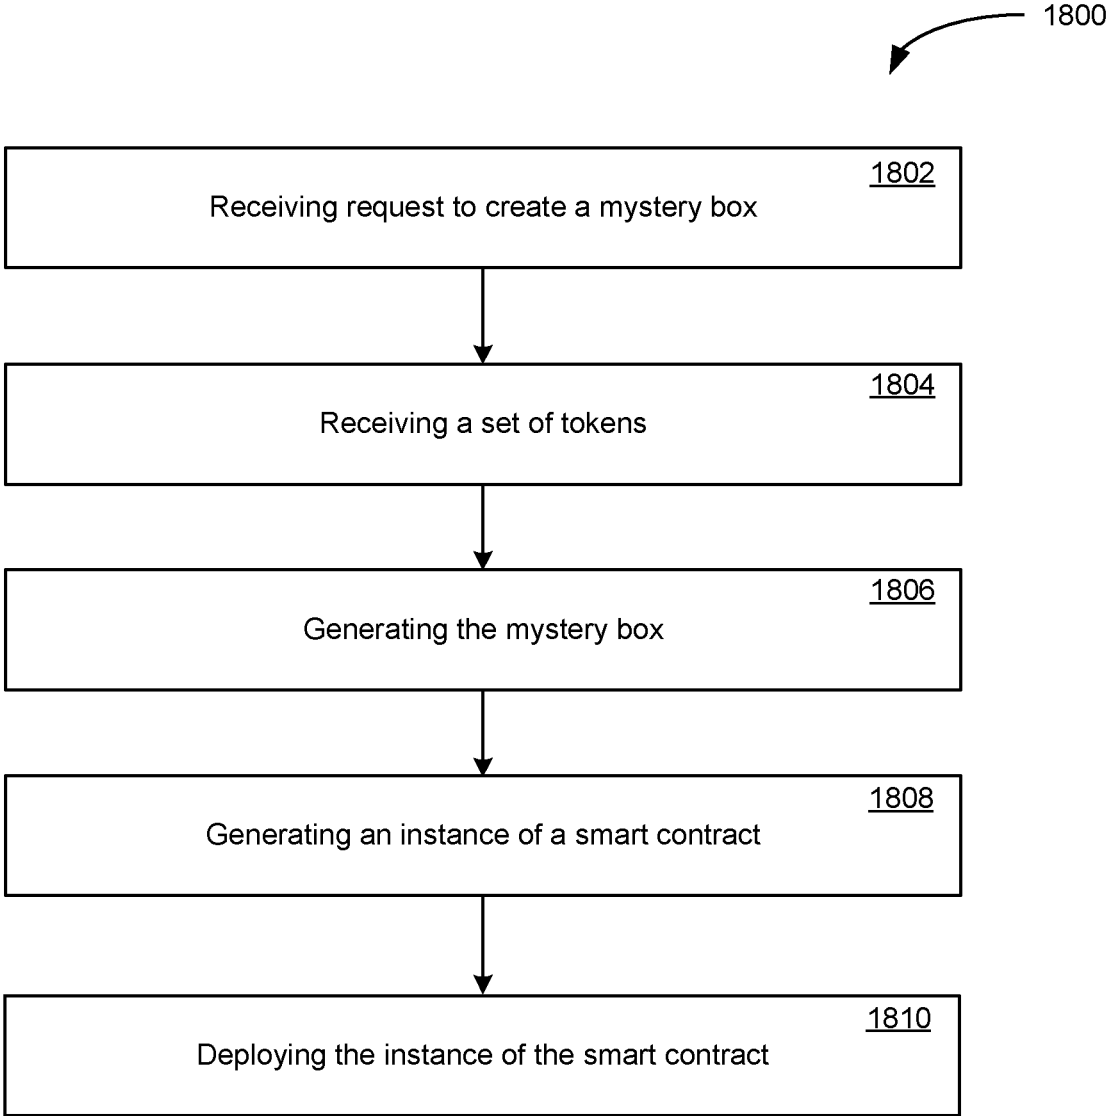 1800
1802
Receiving request to create a mystery box
1804
Receiving a set of tokens
1806
Generating the mystery box
1808
Generating an instance of a smart contract
1810
Deploying the instance of the smart contract